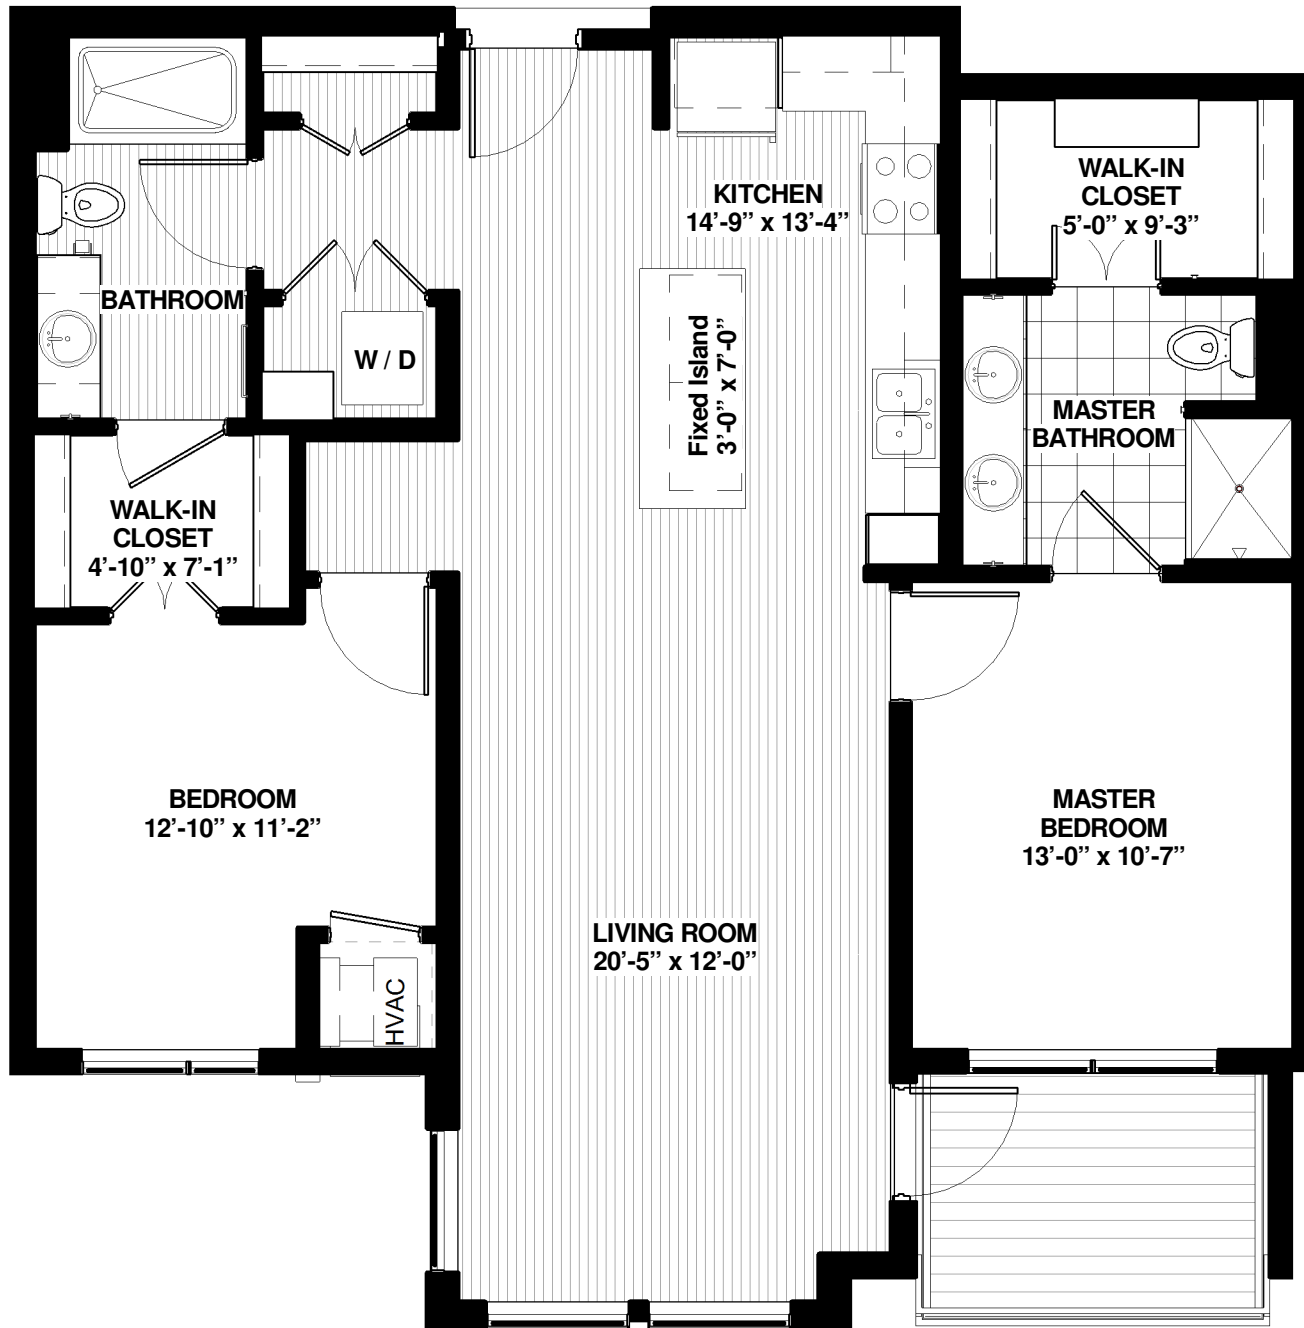 WALK-IN
CLOSET
5’-0” x 9’-3”
KITCHEN
14’-9” x 13’-4”
BATHROOM
W / D
Fixed Island
3’-0” x 7’-0”
MASTER
BATHROOM
WALK-IN
CLOSET
4’-10” x 7’-1”
BEDROOM
12’-10” x 11’-2”
MASTER
BEDROOM
13’-0” x 10’-7”
LIVING ROOM
20’-5” x 12’-0”
HVAC